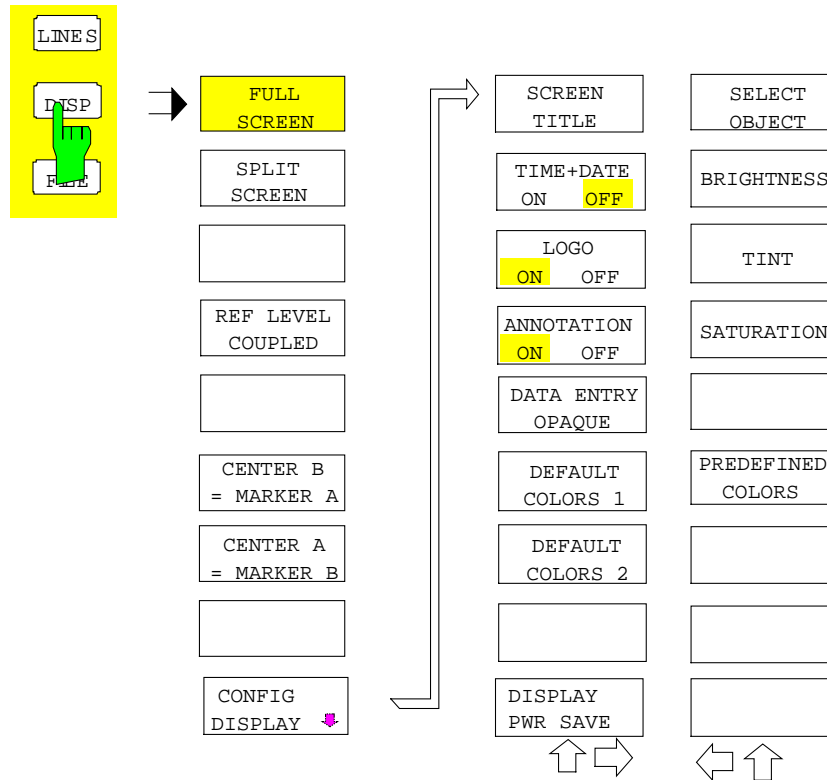 LINES
DISP
FILE
FULL
SCREEN
SPLIT
SCREEN
REF LEVEL
COUPLED
CENTER B
= MARKER A
CENTER A
= MARKER B
CONFIG
DISPLAY
SCREEN
TITLE
TIME+DATE
ON OFF
LOGO
ON OFF
ANNOTATION
ON OFF
DATA ENTRY
OPAQUE
DEFAULT
COLORS 1
DEFAULT
COLORS 2
DISPLAY
PWR SAVE
SELECT
OBJECT
BRIGHTNESS
TINT
SATURATION
PREDEFINED
COLORS